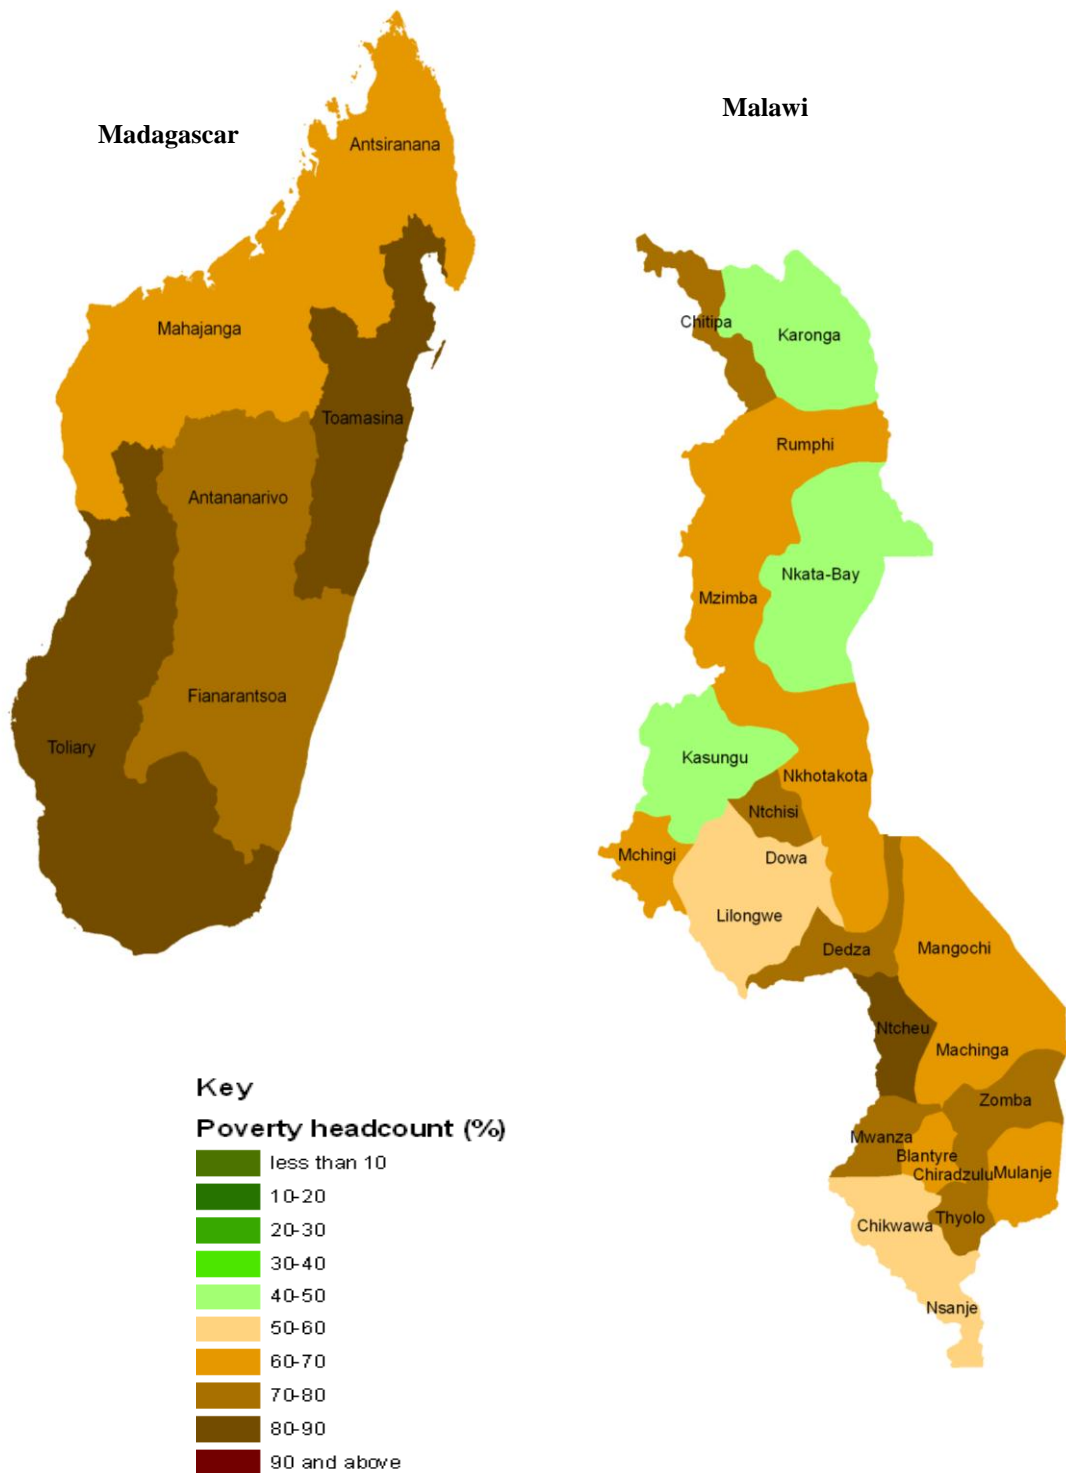 Malawi
Madagascar
Antsiranana
Mahajanga
Toamasina
Antananarivo
Fianarantsoa
Toliary
Chitipa
Karonga
Rumphi
Nkata-Bay
Mzimba
Kasungu
Nkhotakota
Ntchisi
Mchingi
Dowa
Lilongwe
Dedza
Mangochi
Ntcheu
Machinga
Zomba
Mwanza
Blantyre
Chiradzulu
Mulanje
Thyolo
Chikwawa
Nsanje
Key
Poverty headcount (%)
less than 10
10-20
20-30
30-40
40-50
50-60
60-70
70-80
80-90
90 and above